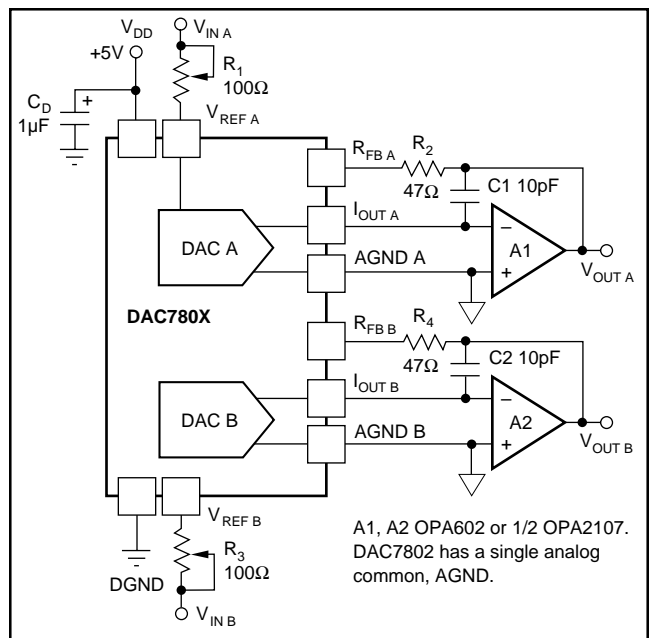 V_DD
+5V
C_D
1µF
+
V_IN A
R_1
100Ω
V_REF A
R_FB A
R_2
47Ω
C1 10pF
I_OUT A
DAC A
AGND A
–
A1
+
V_OUT A
DAC780X
R_FB B
R_4
47Ω
C2 10pF
I_OUT B
DAC B
AGND B
–
A2
+
V_OUT B
V_REF B
R_3
100Ω
DGND
V_IN B
A1, A2 OPA602 or 1/2 OPA2107.
DAC7802 has a single analog
common, AGND.